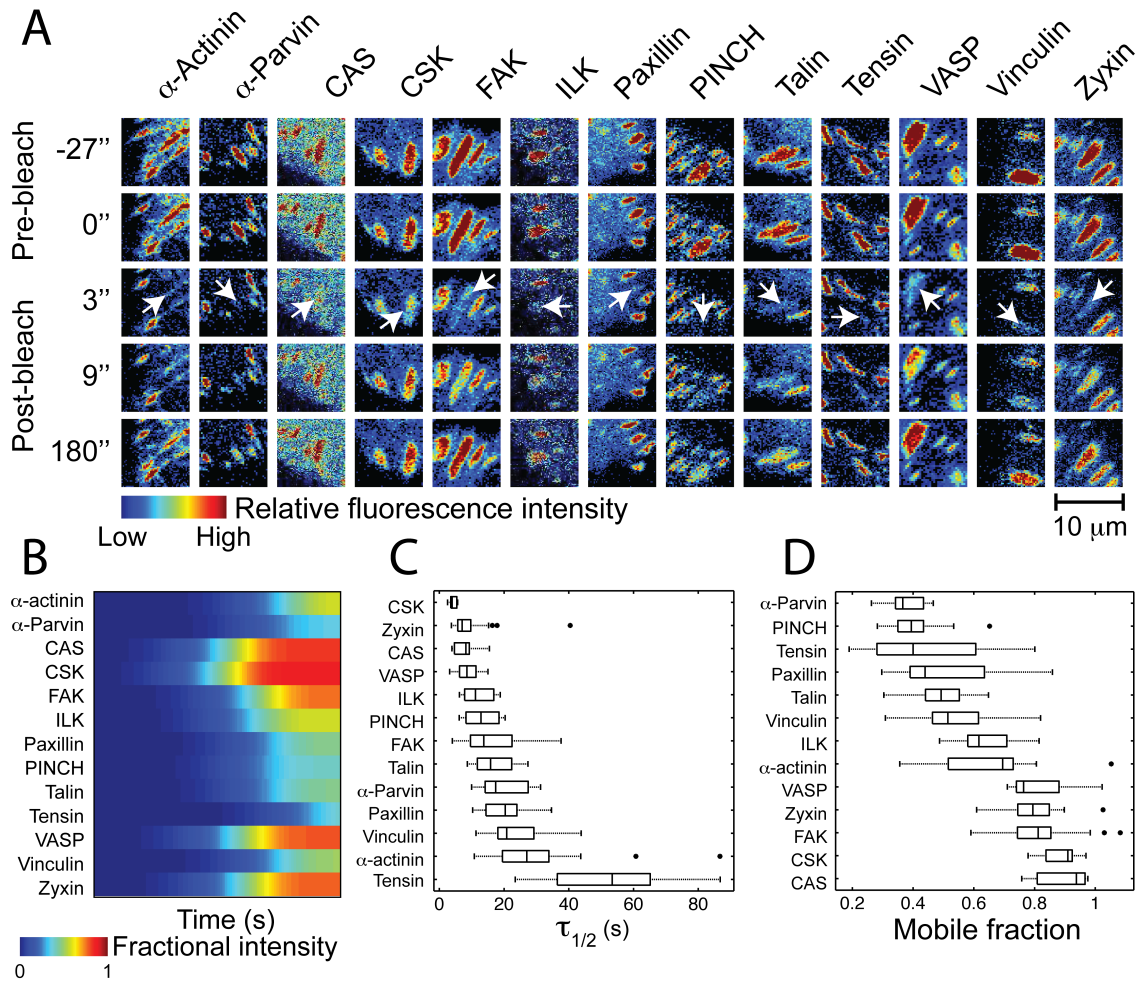 A
α-Actinin α-Parvin CAS CSK FAK ILK Paxillin PINCH Talin Tensin VASP Vinculin Zyxin
Pre-bleach
-27”
0”
Post-bleach
3”
9”
180”
Relative fluorescence intensity
Low High
10 μm
B
α-actinin
α-Parvin
CAS
CSK
FAK
ILK
Paxillin
PINCH
Talin
Tensin
VASP
Vinculin
Zyxin
Time (s)
Fractional intensity
0 1
C
CSK
Zyxin
CAS
VASP
ILK
PINCH
FAK
Talin
α-Parvin
Paxillin
Vinculin
α-actinin
Tensin
0 20 40 60 80
τ1/2 (s)
D
α-Parvin
PINCH
Tensin
Paxillin
Talin
Vinculin
ILK
α-actinin
VASP
Zyxin
FAK
CSK
CAS
0.2 0.4 0.6 0.8 1
Mobile fraction